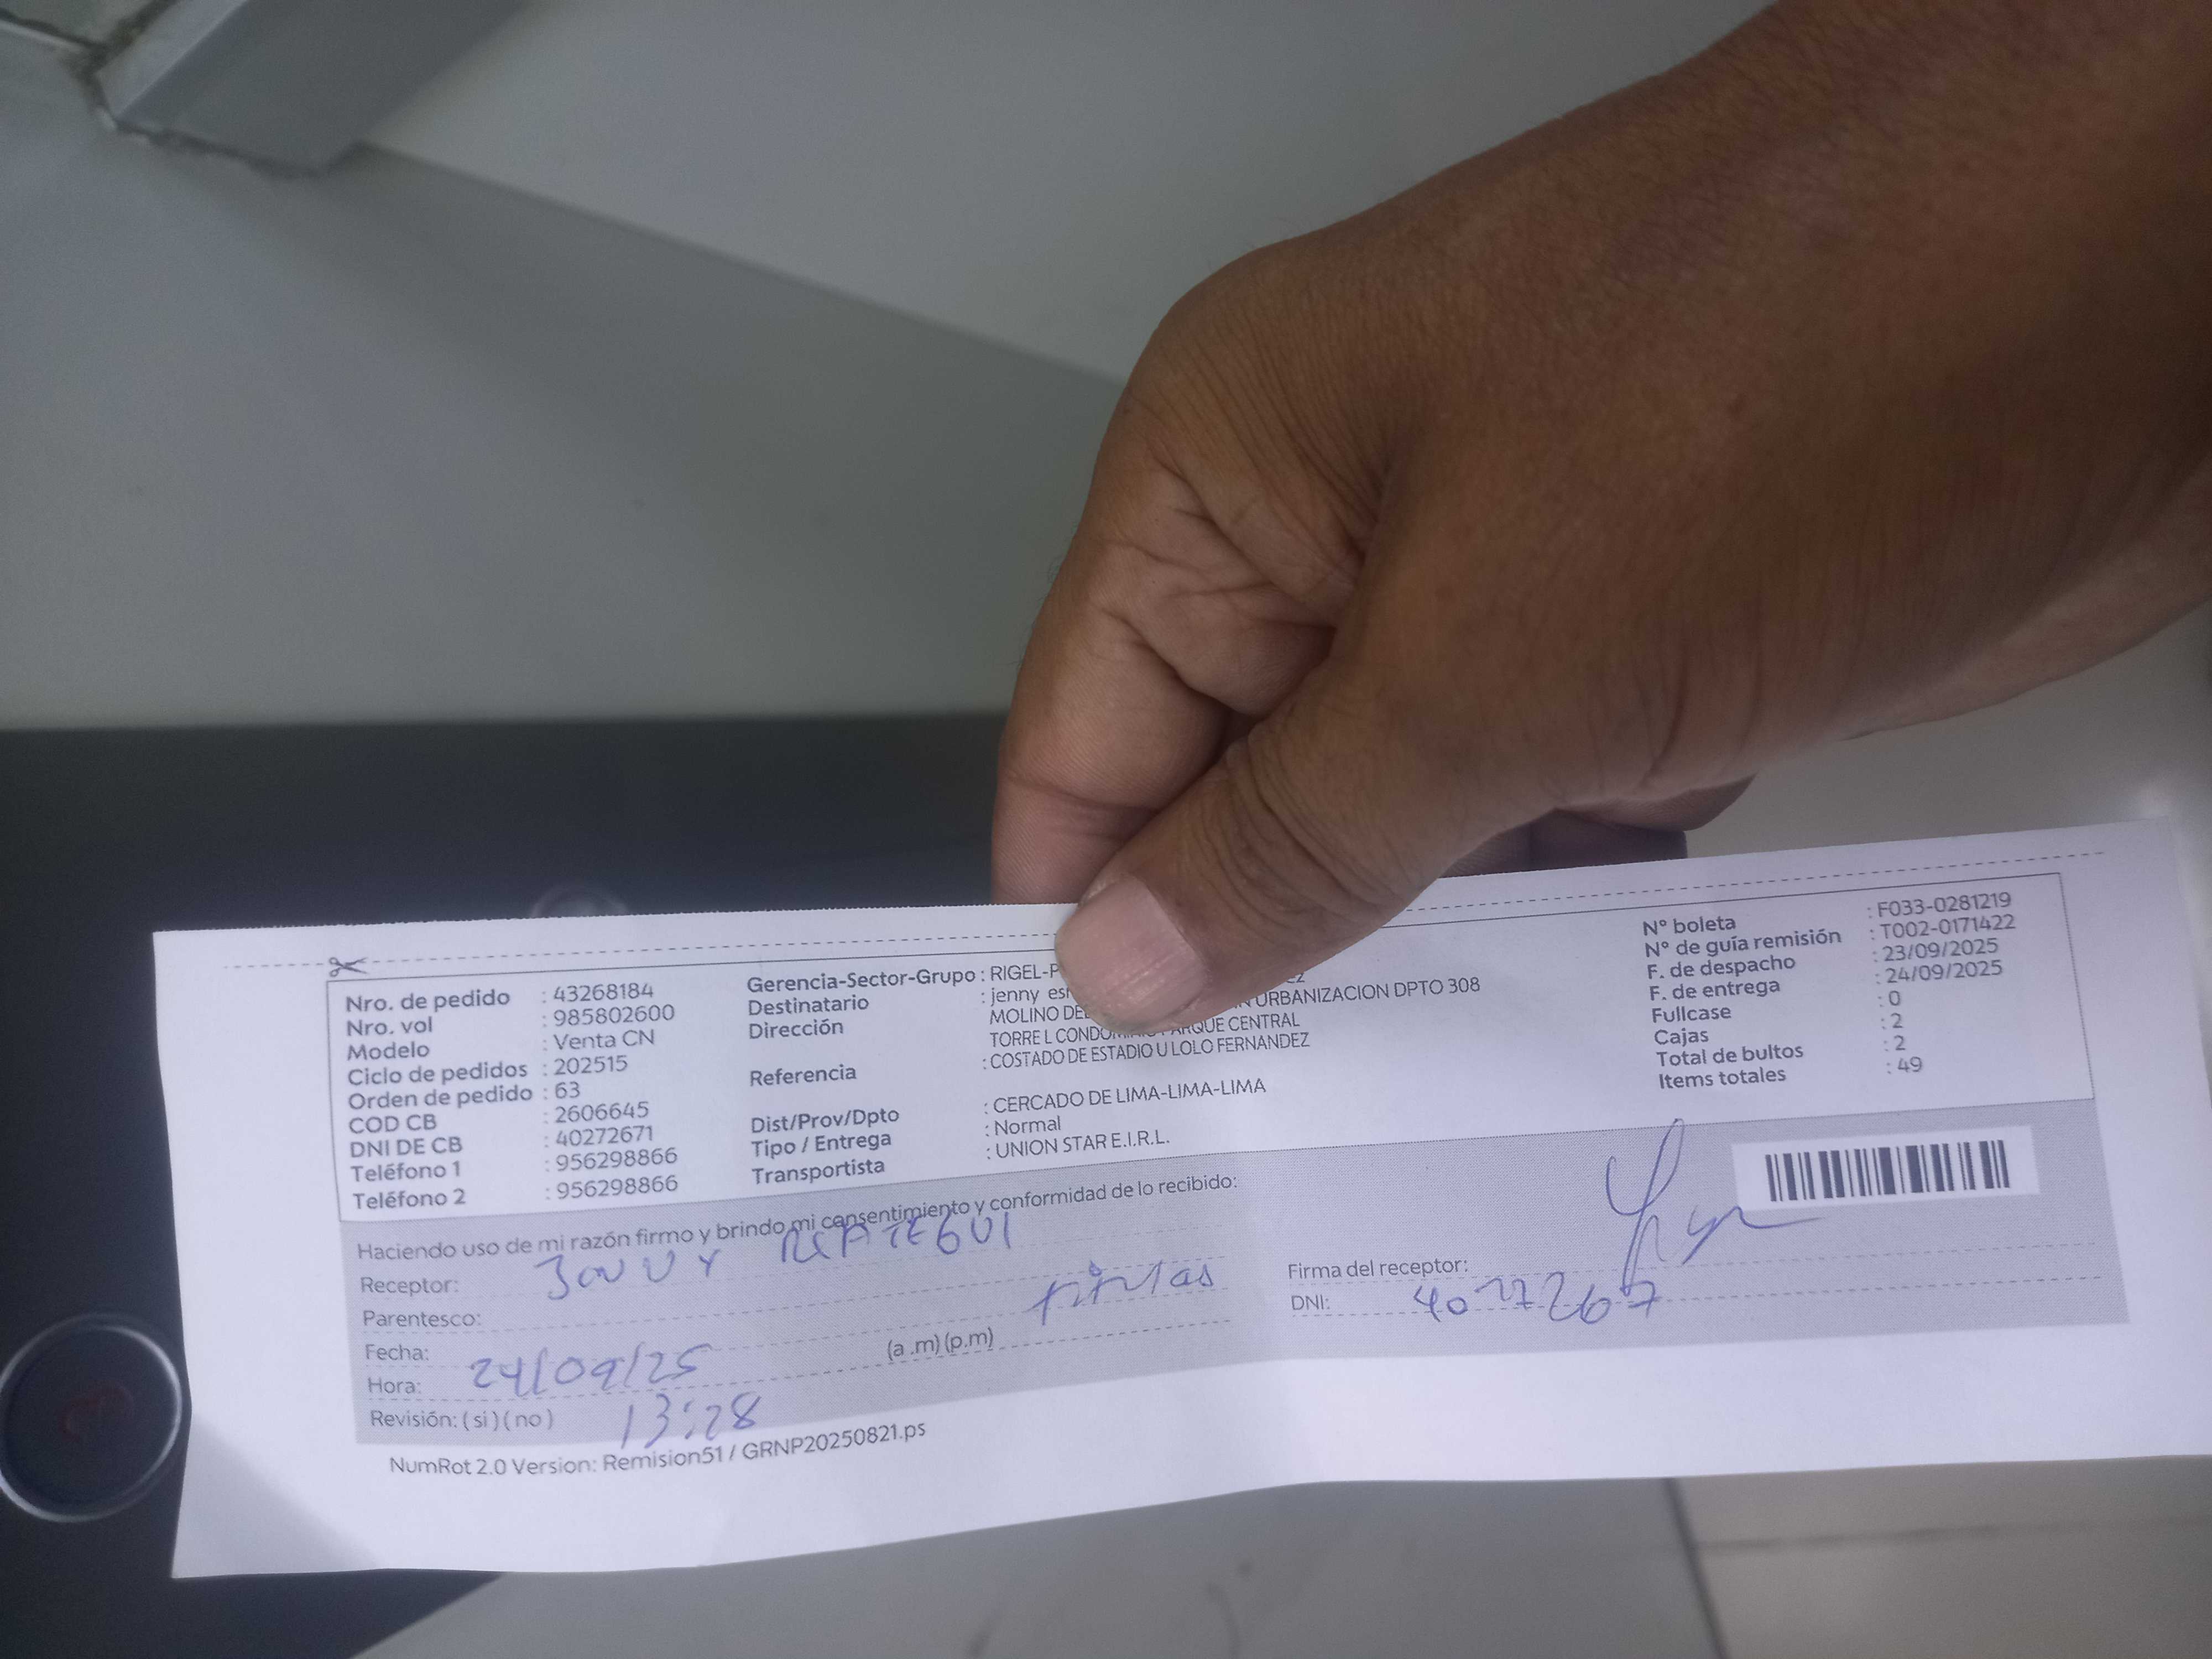 Nro. de pedido : 43268184
Nro. vol : 985802600
Modelo : Venta CN
Ciclo de pedidos : 202515
Orden de pedido : 63
COD CB : 2606645
DNI DE CB : 40272671
Teléfono 1 : 956298866
Teléfono 2 : 956298866
Gerencia-Sector-Grupo : RIGEL-P
Destinatario : jenny
Dirección : MOLINO URBANIZACION DPTO 308
TORRE L PARQUE CENTRAL
Referencia : COSTADO DE ESTADIO U LOLO FERNANDEZ
Dist/Prov/Dpto : CERCADO DE LIMA-LIMA-LIMA
Tipo / Entrega : Normal
Transportista : UNION STAR E.I.R.L.
N° boleta : F033-0281219
N° de guía remisión : T002-0171422
F. de despacho : 23/09/2025
F. de entrega : 24/09/2025
Fullcase : 0
Cajas : 2
Total de bultos : 2
Items totales : 49
Haciendo uso de mi razón firmo y brindo mi consentimiento y conformidad de lo recibido:
Receptor: REATEGUI
Parentesco:
Fecha: 24/09/25 (a .m) (p.m)
Hora: 13:28
Revisión: ( si ) ( no )
Firma del receptor:
DNI:
NumRot 2.0 Version: Remision51 / GRNP20250821.ps